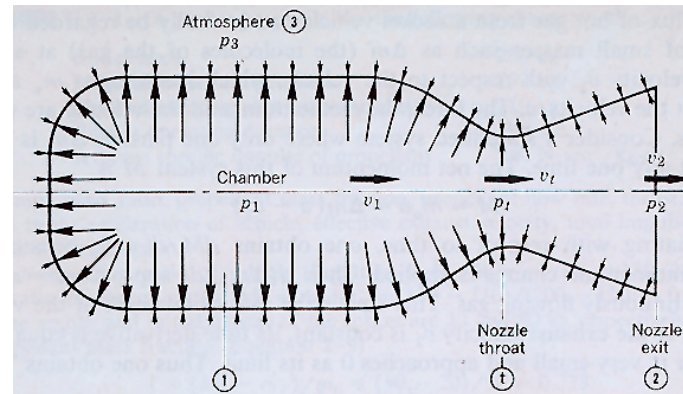 Atmosphere 3
p3
Chamber
p1
v1
vt
pt
v2
p2
Nozzle
throat
Nozzle
exit
1
t
2